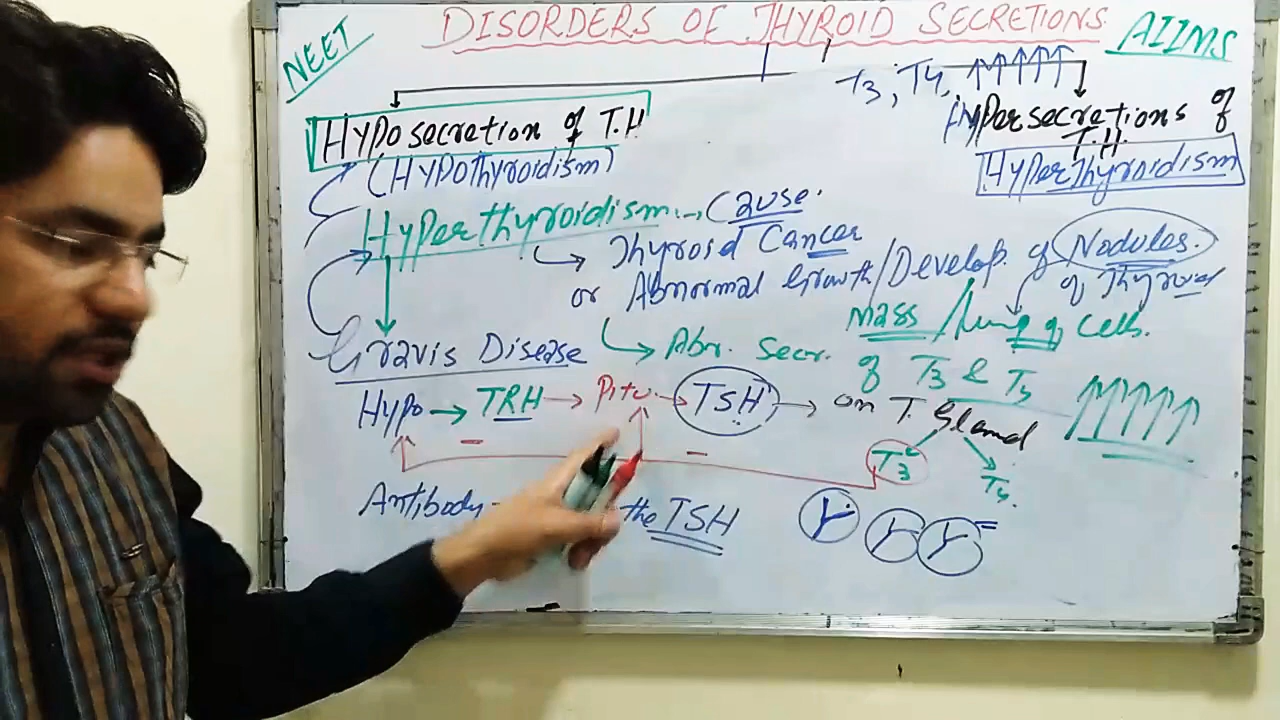 NEET
DISORDERS OF THYROID SECRETIONS
AIIMS
T3, T4, ↑↑↑↑↑
HYPosecretion of T.H
(HYPOthyroidism)
HYPersecretions of T.H.
HYPerThyroidism
HyPerthyroidism → Cause.
↳ Thyroid Cancer
or Abnormal Growth/Develop. of Nodules.
of Thyroid
Mass / lump of Cells.
Gravis Disease
↳ Abn. Secr. of T3 & T4 ↑↑↑↑↑
Hypo → TRH → Pitu. → TSH → on T. Gland
- -
T3 T4.
Antibody the TSH
Y Y Y =